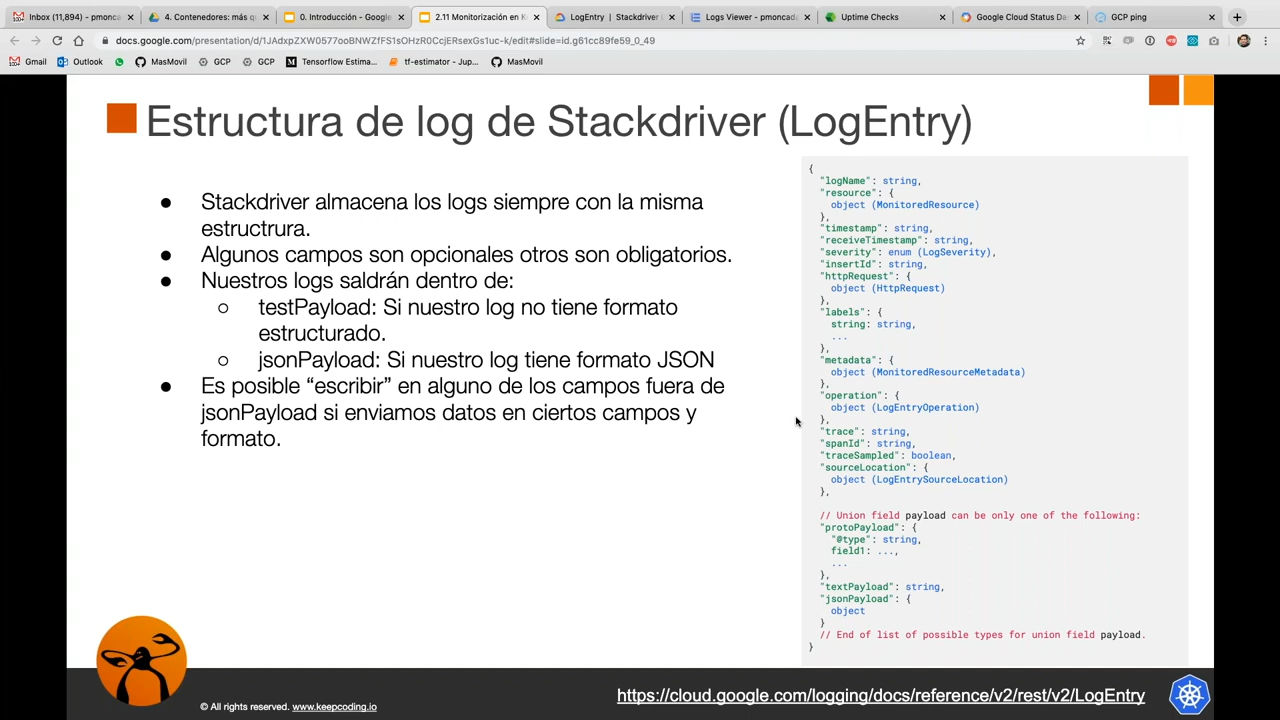 Inbox (11,894) - pmonca
4. Contenedores: más qu
0. Introducción - Google
2.11 Monitorización en K
LogEntry | Stackdriver L
Logs Viewer - pmoncada
Uptime Checks
Google Cloud Status Da
GCP ping
docs.google.com/presentation/d/1JAdxpZXW0577ooBNWZfFS1sOHzR0CcjERsexGs1uc-k/edit#slide=id.g61cc89fe59_0_49
Gmail
Outlook
MasMovil
GCP
GCP
Tensorflow Estima...
tf-estimator - Jup...
MasMovil
Estructura de log de Stackdriver (LogEntry)
● Stackdriver almacena los logs siempre con la misma
estructrura.
● Algunos campos son opcionales otros son obligatorios.
● Nuestros logs saldrán dentro de:
○ testPayload: Si nuestro log no tiene formato
estructurado.
○ jsonPayload: Si nuestro log tiene formato JSON
● Es posible “escribir” en alguno de los campos fuera de
jsonPayload si enviamos datos en ciertos campos y
formato.
{
"logName": string,
"resource": {
object (MonitoredResource)
},
"timestamp": string,
"receiveTimestamp": string,
"severity": enum (LogSeverity),
"insertId": string,
"httpRequest": {
object (HttpRequest)
},
"labels": {
string: string,
...
},
"metadata": {
object (MonitoredResourceMetadata)
},
"operation": {
object (LogEntryOperation)
},
"trace": string,
"spanId": string,
"traceSampled": boolean,
"sourceLocation": {
object (LogEntrySourceLocation)
},
// Union field payload can be only one of the following:
"protoPayload": {
"@type": string,
field1: ...,
...
},
"textPayload": string,
"jsonPayload": {
object
}
// End of list of possible types for union field payload.
}
© All rights reserved. www.keepcoding.io
https://cloud.google.com/logging/docs/reference/v2/rest/v2/LogEntry